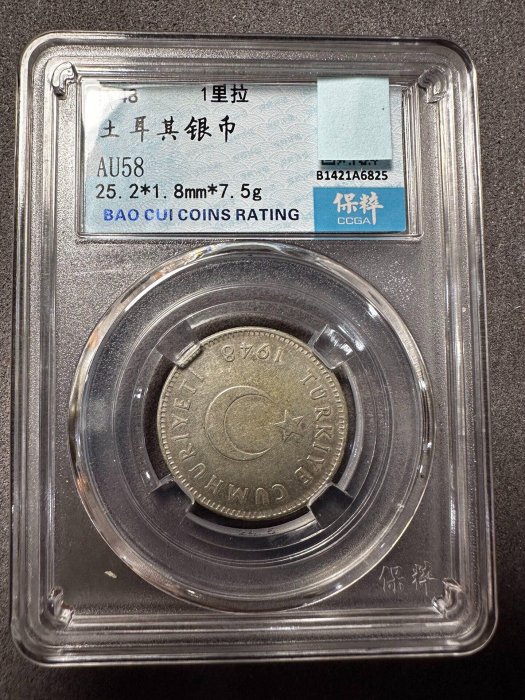 48 1里拉
土耳其银币
AU58
25.2*1.8mm*7.5g
BAO CUI COINS RATING
B1421A6825
保粹
CCGA
TÜRKIYE CUMHURIYETI 1948
保粹